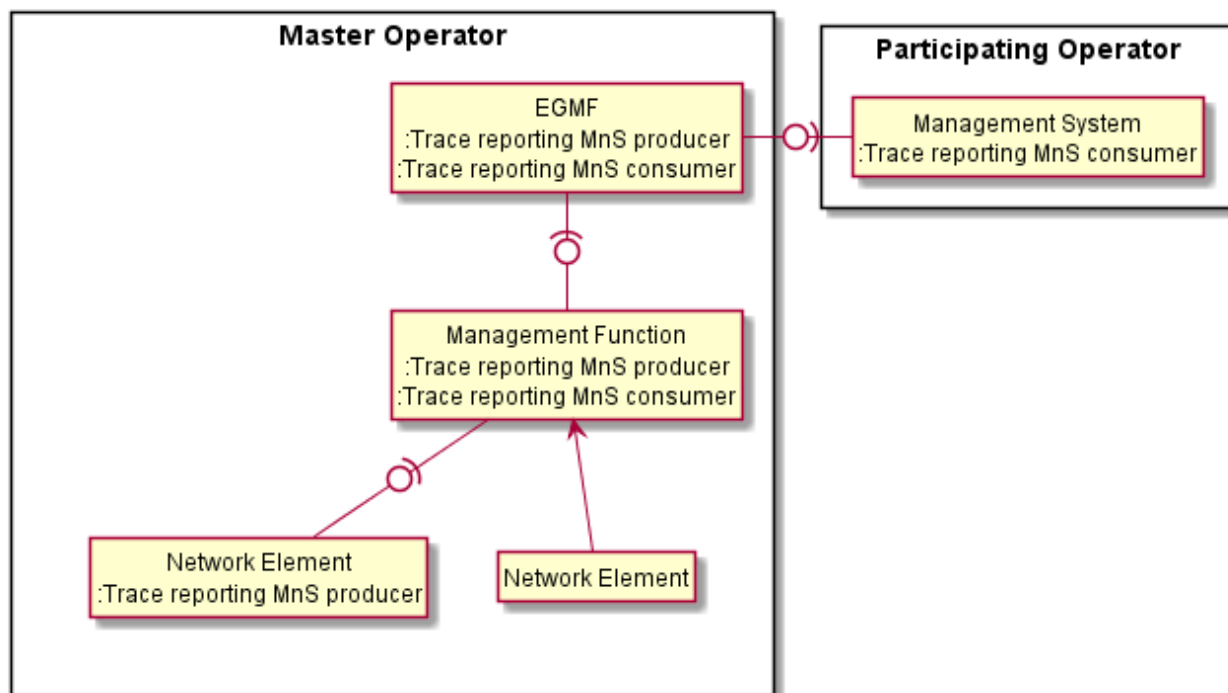 Master Operator
EGMF
:Trace reporting MnS producer
:Trace reporting MnS consumer
Participating Operator
Management System
:Trace reporting MnS consumer
Management Function
:Trace reporting MnS producer
:Trace reporting MnS consumer
Network Element
:Trace reporting MnS producer
Network Element